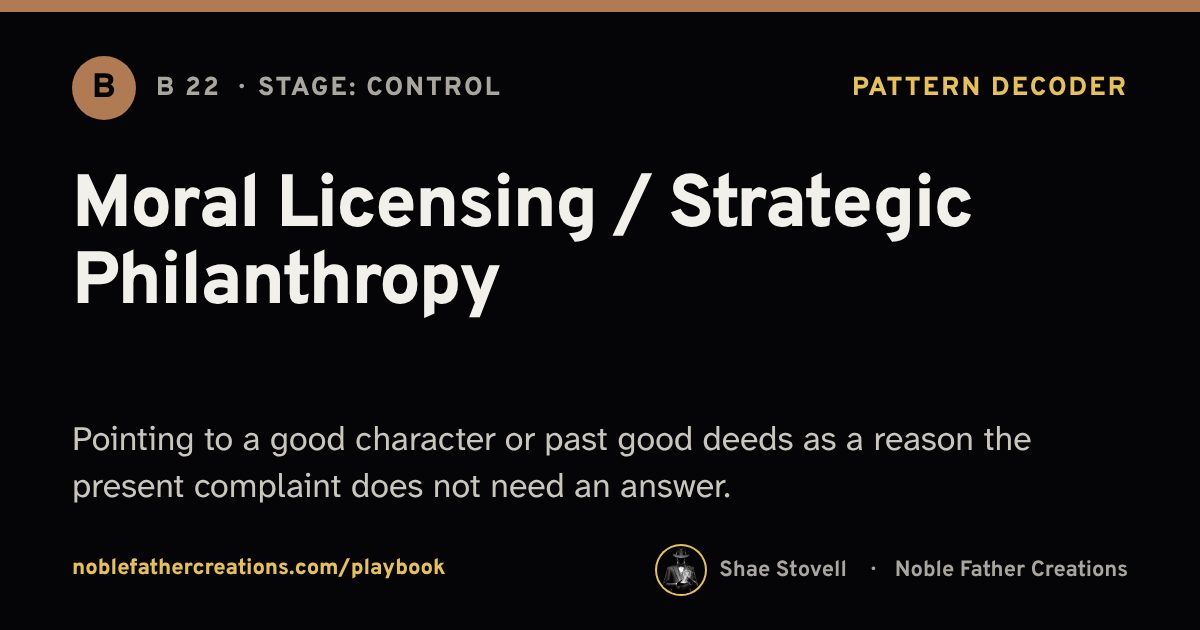 B
B 22 · STAGE: CONTROL
PATTERN DECODER
Moral Licensing / Strategic
Philanthropy
Pointing to a good character or past good deeds as a reason the
present complaint does not need an answer.
noblefathercreations.com/playbook
Shae Stovell · Noble Father Creations